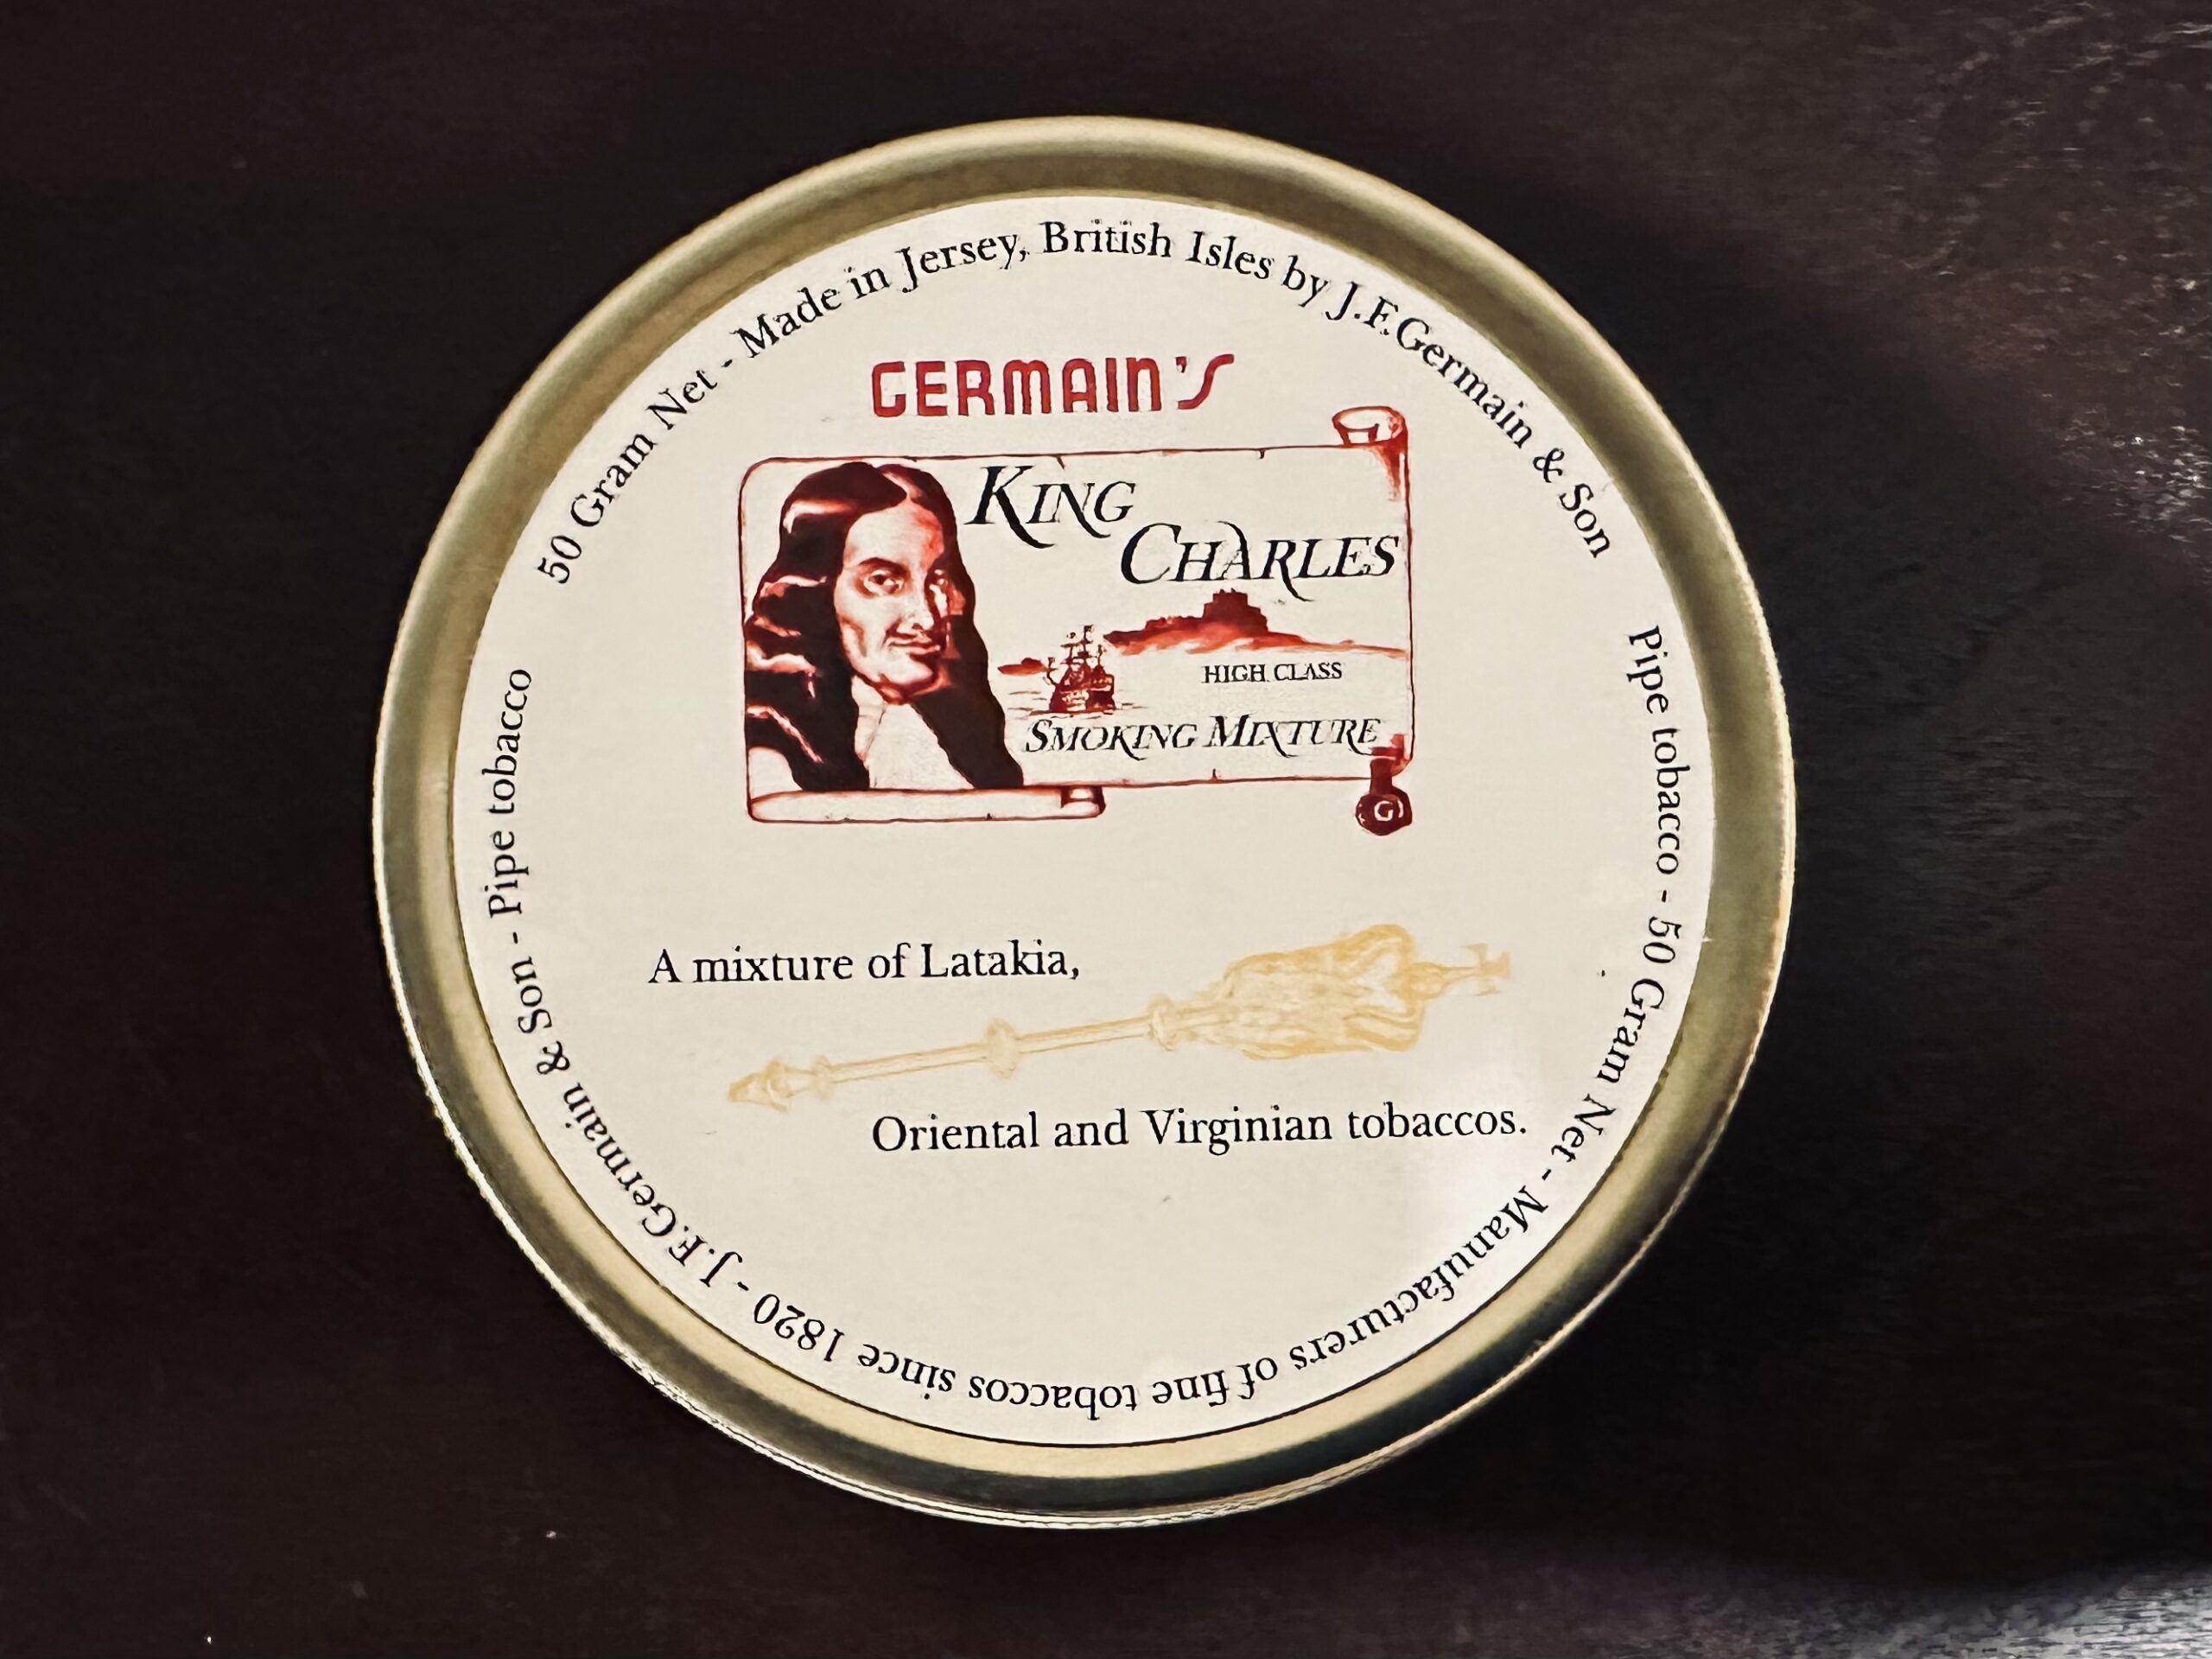 50 Gram Net - Made in Jersey, British Isles by J.F.Germain & Son
GERMAIN'S
KING
CHARLES
HIGH CLASS
SMOKING MIXTURE
G
A mixture of Latakia,
Oriental and Virginian tobaccos.
Pipe tobacco - 50 Gram Net - Manufacturers of fine tobaccos since 1820 - J.F.Germain & Son - Pipe tobacco